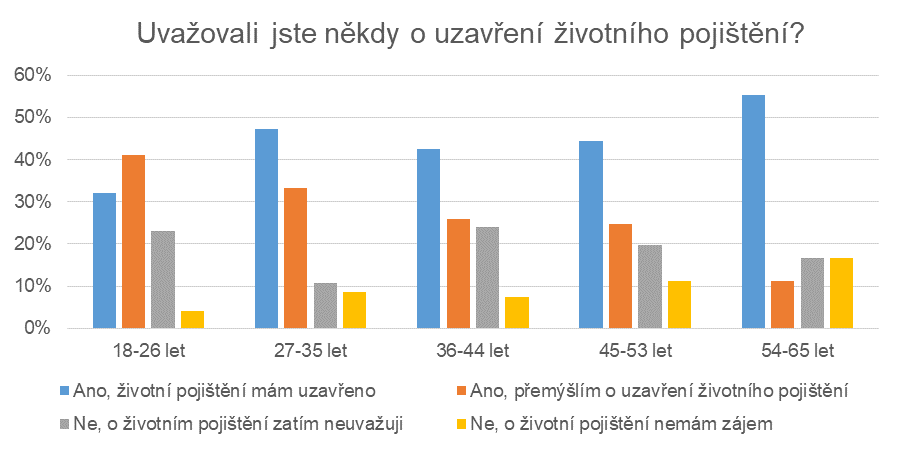 Uvažovali jste někdy o uzavření životního pojištění?
60%
50%
40%
30%
20%
10%
0%
18-26 let
27-35 let
36-44 let
45-53 let
54-65 let
Ano, životní pojištění mám uzavřeno
Ano, přemýšlím o uzavření životního pojištění
Ne, o životním pojištění zatím neuvažuji
Ne, o životní pojištění nemám zájem